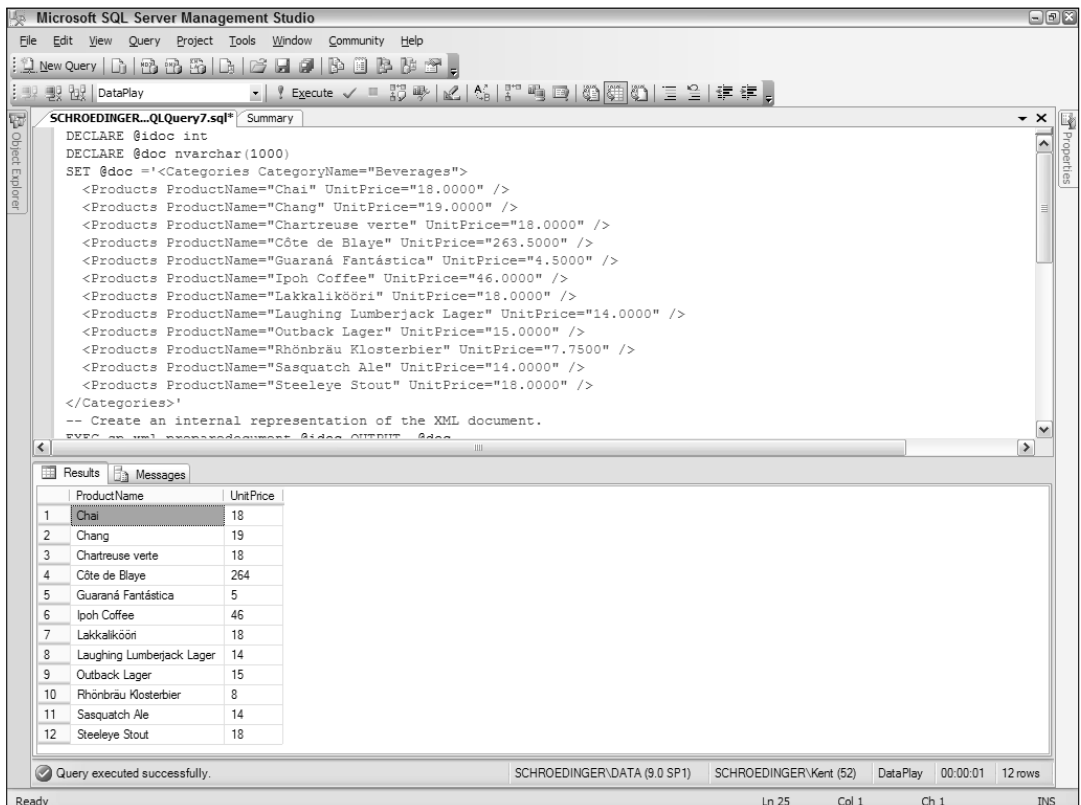 Microsoft SQL Server Management Studio
File Edit View Query Project Tools Window Community Help
New Query
DataPlay Execute
SCHROEDINGER...QLQuery7.sql* Summary
Object Explorer
Properties
DECLARE @idoc int
DECLARE @doc nvarchar(1000)
SET @doc ='<Categories CategoryName="Beverages">
<Products ProductName="Chai" UnitPrice="18.0000" />
<Products ProductName="Chang" UnitPrice="19.0000" />
<Products ProductName="Chartreuse verte" UnitPrice="18.0000" />
<Products ProductName="Côte de Blaye" UnitPrice="263.5000" />
<Products ProductName="Guaraná Fantástica" UnitPrice="4.5000" />
<Products ProductName="Ipoh Coffee" UnitPrice="46.0000" />
<Products ProductName="Lakkalikööri" UnitPrice="18.0000" />
<Products ProductName="Laughing Lumberjack Lager" UnitPrice="14.0000" />
<Products ProductName="Outback Lager" UnitPrice="15.0000" />
<Products ProductName="Rhönbräu Klosterbier" UnitPrice="7.7500" />
<Products ProductName="Sasquatch Ale" UnitPrice="14.0000" />
<Products ProductName="Steeleye Stout" UnitPrice="18.0000" />
</Categories>'
-- Create an internal representation of the XML document.
EXEC sp_xml_preparedocument @idoc OUTPUT, @doc
Results Messages
ProductName UnitPrice
1 Chai 18
2 Chang 19
3 Chartreuse verte 18
4 Côte de Blaye 264
5 Guaraná Fantástica 5
6 Ipoh Coffee 46
7 Lakkalikööri 18
8 Laughing Lumberjack Lager 14
9 Outback Lager 15
10 Rhönbräu Klosterbier 8
11 Sasquatch Ale 14
12 Steeleye Stout 18
Query executed successfully. SCHROEDINGER\DATA (9.0 SP1) SCHROEDINGER\Kent (52) DataPlay 00:00:01 12 rows
Ready Ln 25 Col 1 Ch 1 INS